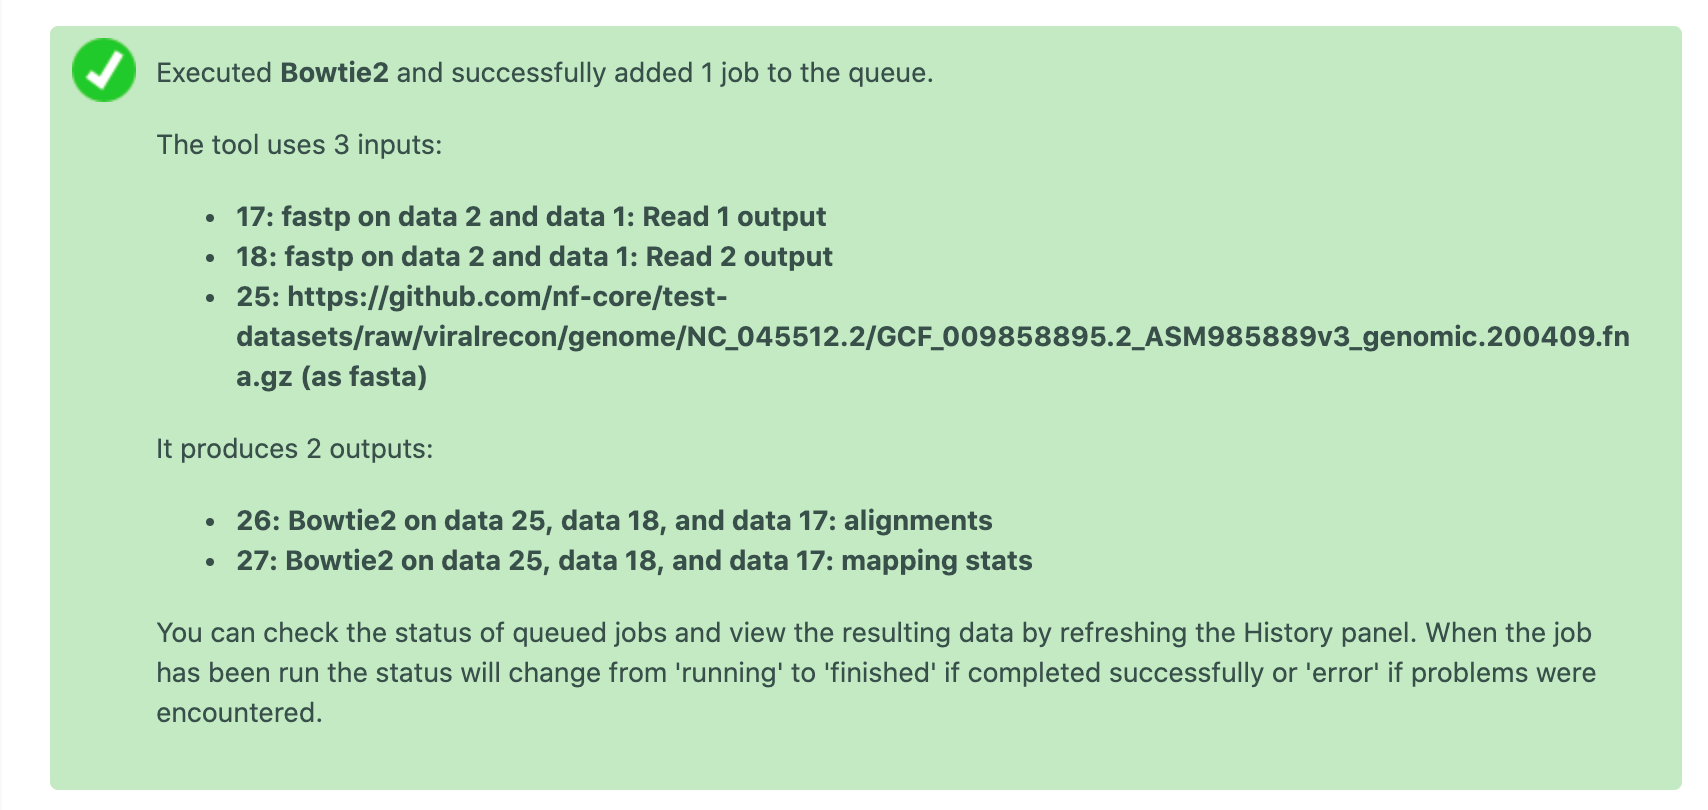 Executed Bowtie2 and successfully added 1 job to the queue.
The tool uses 3 inputs:
• 17: fastp on data 2 and data 1: Read 1 output
• 18: fastp on data 2 and data 1: Read 2 output
• 25: https://github.com/nf-core/test-
datasets/raw/viralrecon/genome/NC_045512.2/GCF_009858895.2_ASM985889v3_genomic.200409.fn
a.gz (as fasta)
It produces 2 outputs:
• 26: Bowtie2 on data 25, data 18, and data 17: alignments
• 27: Bowtie2 on data 25, data 18, and data 17: mapping stats
You can check the status of queued jobs and view the resulting data by refreshing the History panel. When the job
has been run the status will change from 'running' to 'finished' if completed successfully or 'error' if problems were
encountered.